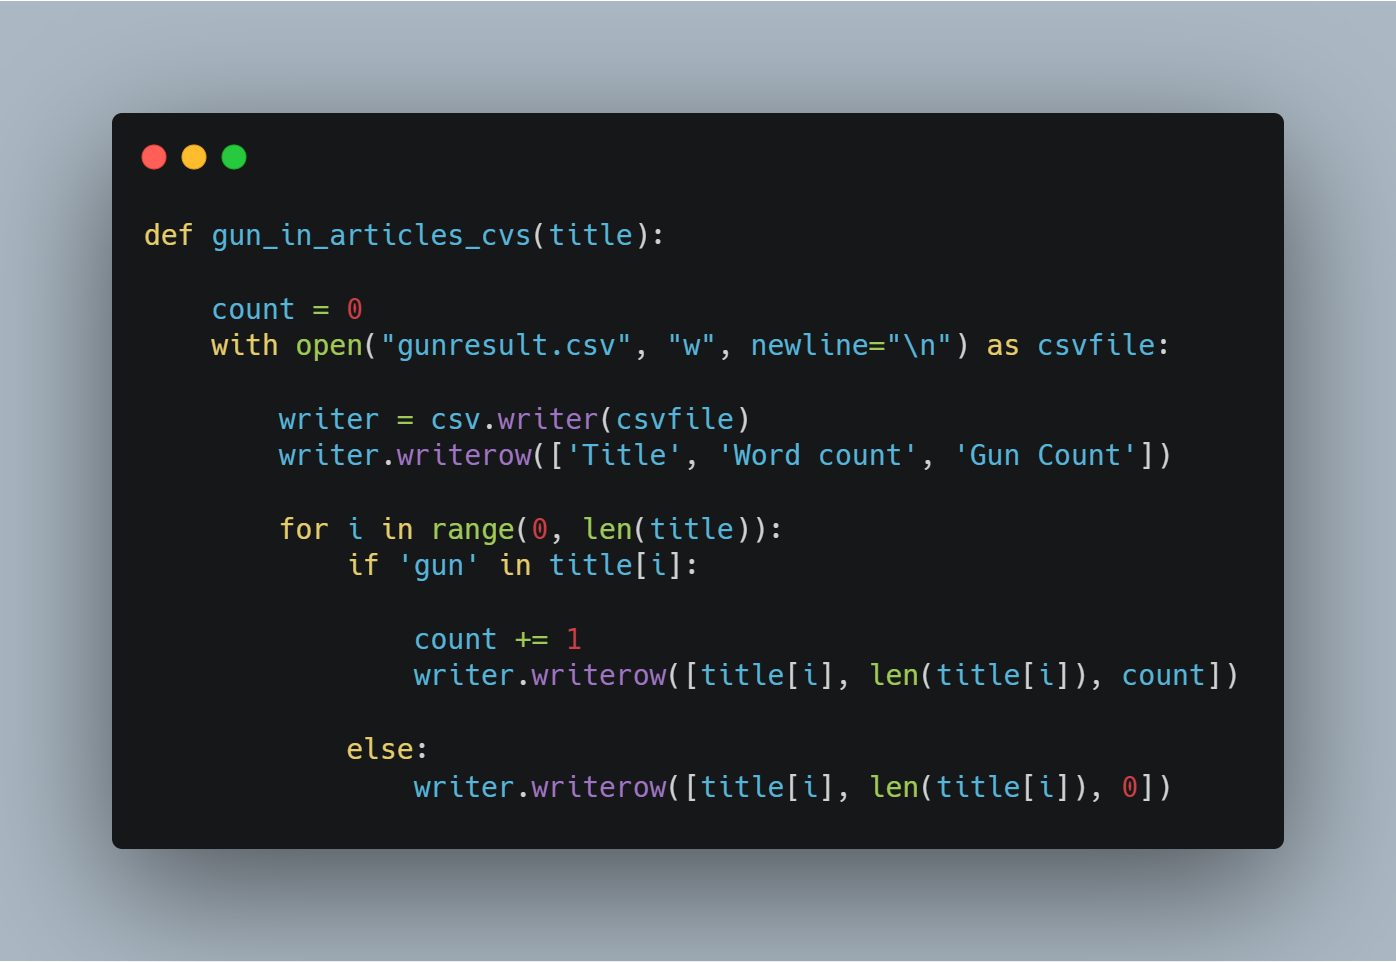 def gun_in_articles_cvs(title):
    count = 0
    with open("gunresult.csv", "w", newline="\n") as csvfile:
        writer = csv.writer(csvfile)
        writer.writerow(['Title', 'Word count', 'Gun Count'])
        for i in range(0, len(title)):
            if 'gun' in title[i]:
                count += 1
                writer.writerow([title[i], len(title[i]), count])
            else:
                writer.writerow([title[i], len(title[i]), 0])